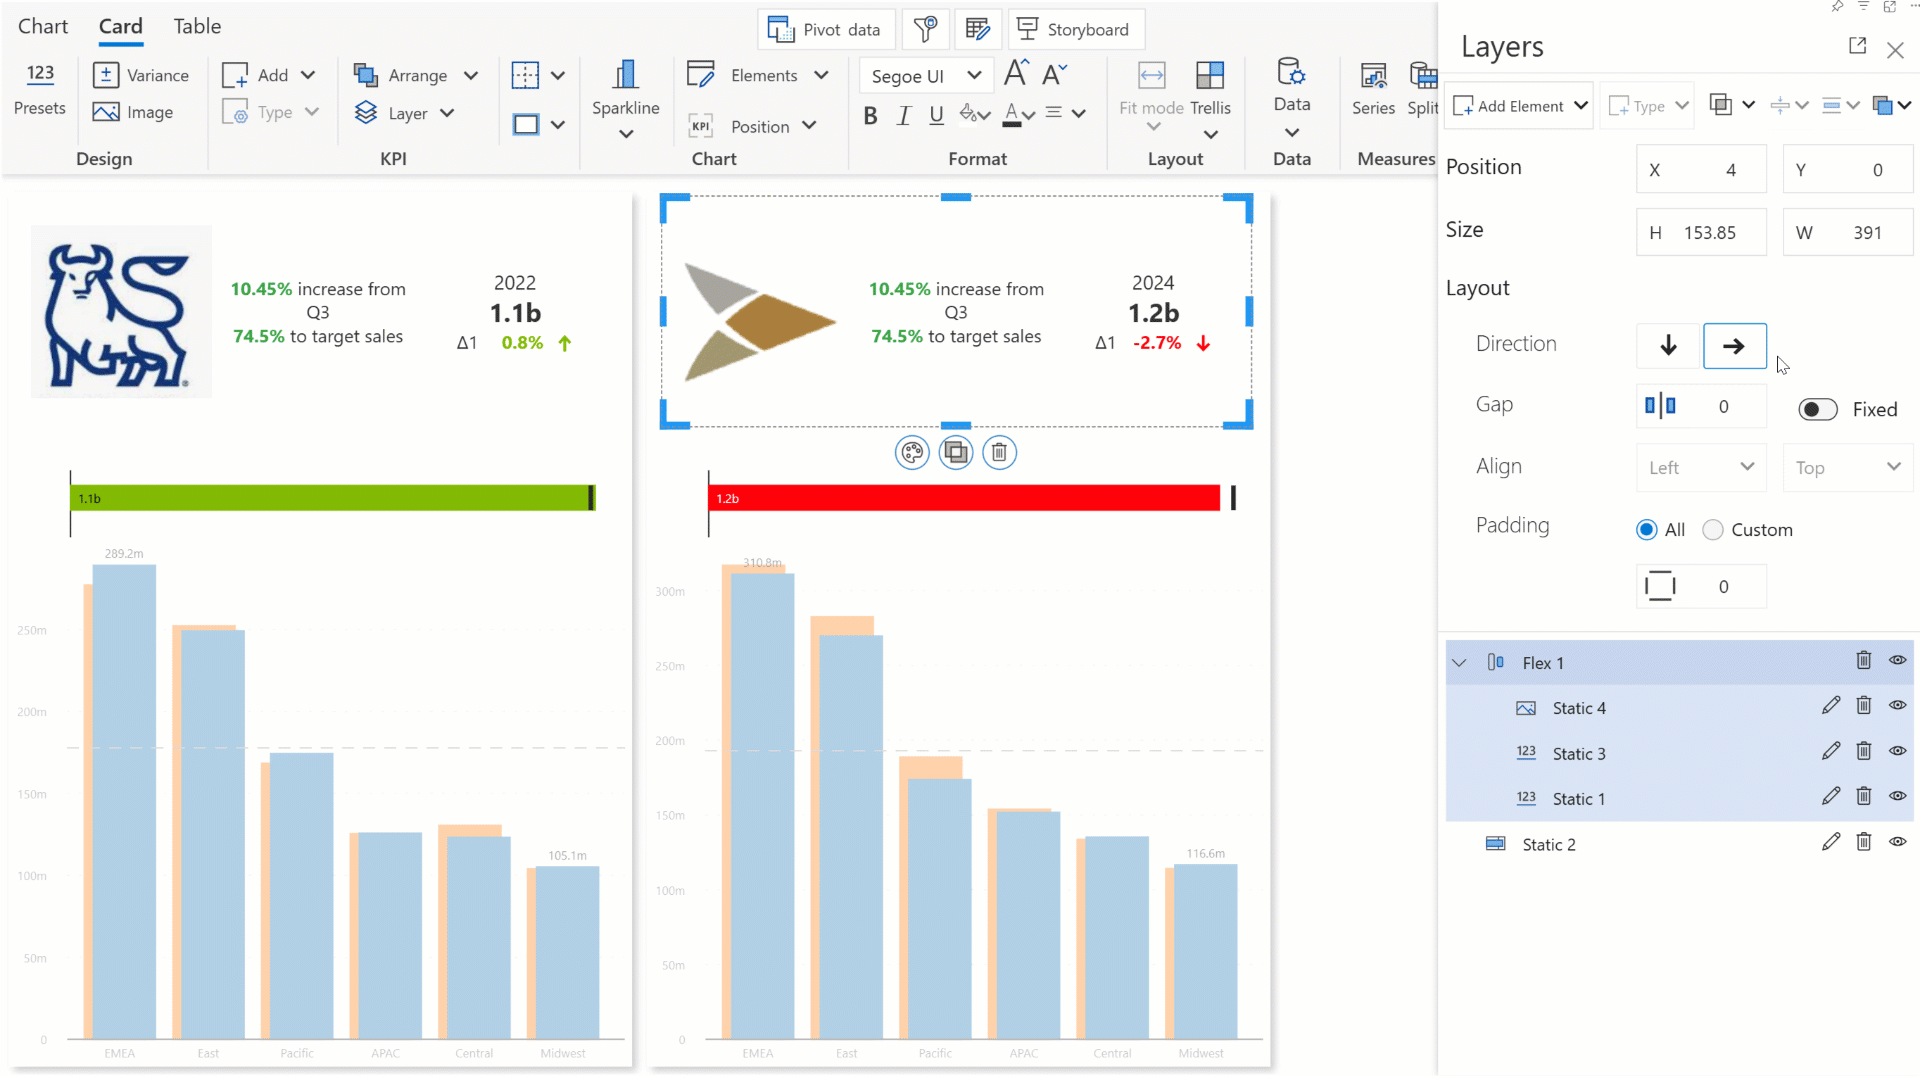 Chart Card Table
Pivot data
Storyboard
123
Presets
Variance
Image
Design
Add
Type
Arrange
Layer
KPI
Sparkline
Elements
KPI Position
Chart
Segoe UI A A
B I U A
Format
Fit mode
Trellis
Layout
Data
Data
Series
Split
Measures
Layers
Add Element
Type
Position X 4 Y 0
Size H 153.85 W 391
Layout
Direction
Gap 0 Fixed
Align Left Top
Padding All Custom
0
Flex 1
Static 4
123 Static 3
123 Static 1
Static 2
10.45% increase from
Q3
74.5% to target sales
2022
1.1b
Δ1 0.8%
1.1b
289.2m
250m
200m
150m
100m
50m
0
105.1m
EMEA East Pacific APAC Central Midwest
10.45% increase from
Q3
74.5% to target sales
2024
1.2b
Δ1 -2.7%
1.2b
310.8m
300m
250m
200m
150m
100m
50m
0
116.6m
EMEA East Pacific APAC Central Midwest